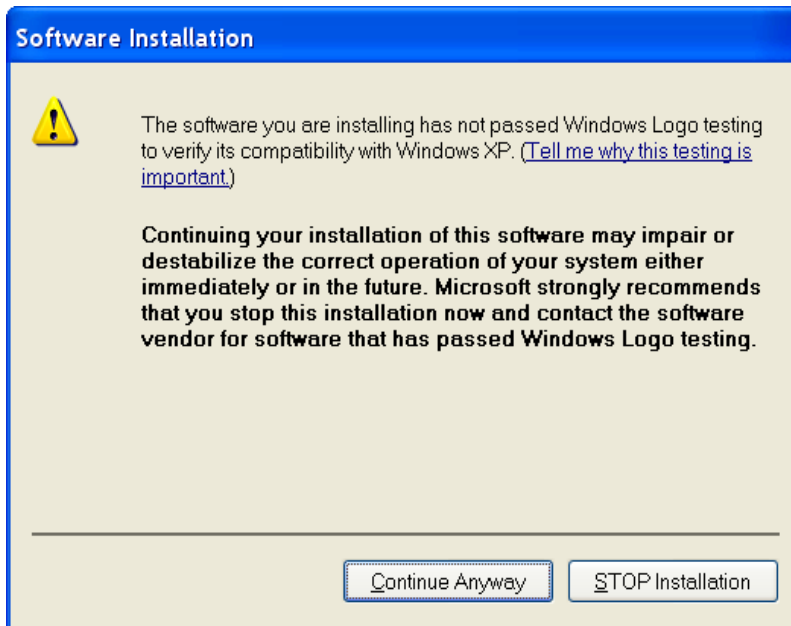 Software Installation
The software you are installing has not passed Windows Logo testing
to verify its compatibility with Windows XP. (Tell me why this testing is
important.)
Continuing your installation of this software may impair or
destabilize the correct operation of your system either
immediately or in the future. Microsoft strongly recommends
that you stop this installation now and contact the software
vendor for software that has passed Windows Logo testing.
Continue Anyway
STOP Installation